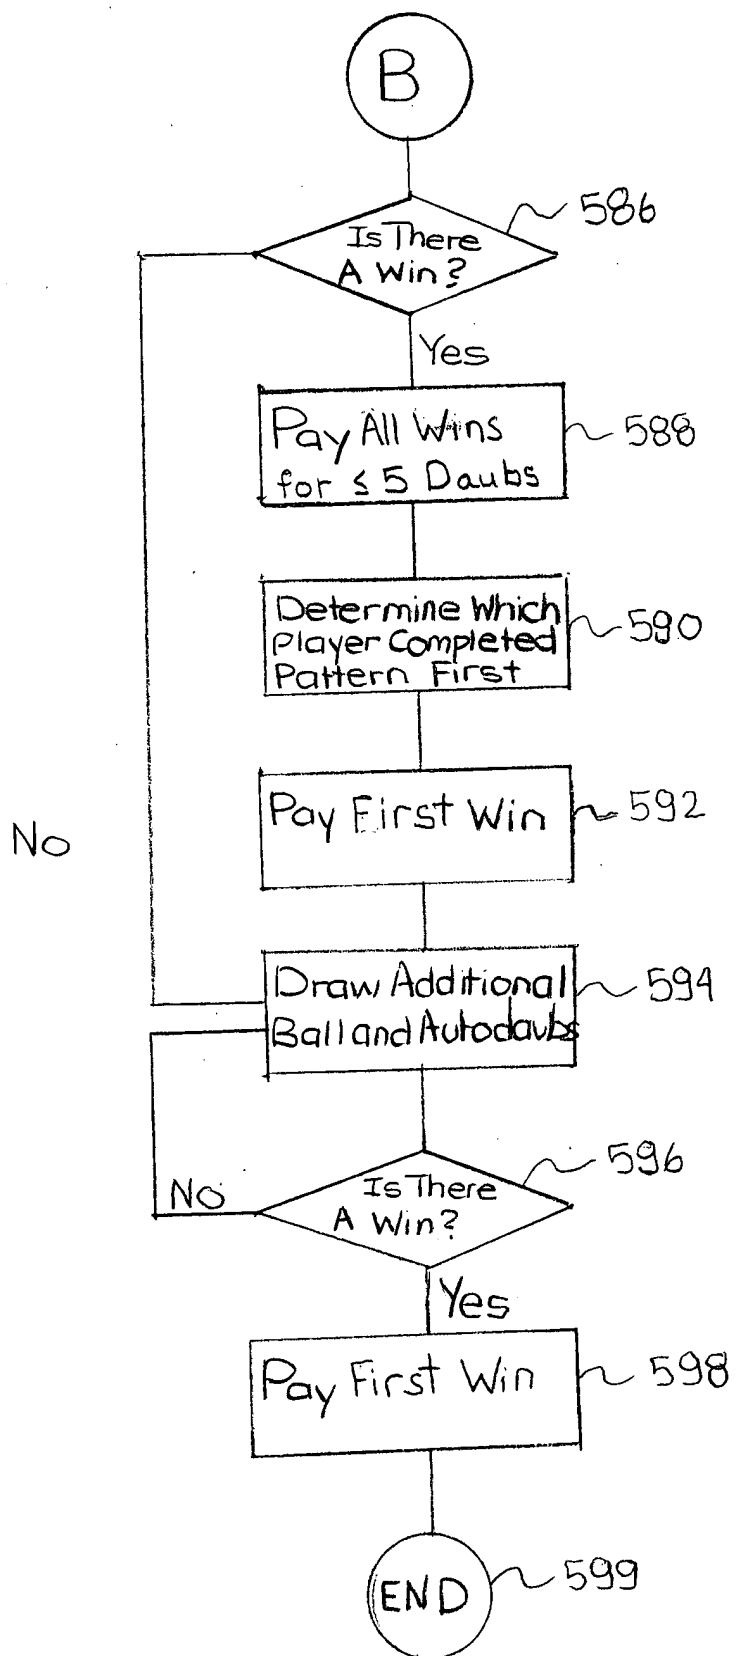 B
Is There
A Win?
586
Yes
Pay All Wins
for ≤ 5 Daubs
588
Determine Which
Player Completed
Pattern First
590
Pay First Win
592
No
Draw Additional
Ball and Autodaubs
594
Is There
A Win?
596
No
Yes
Pay First Win
598
END
599